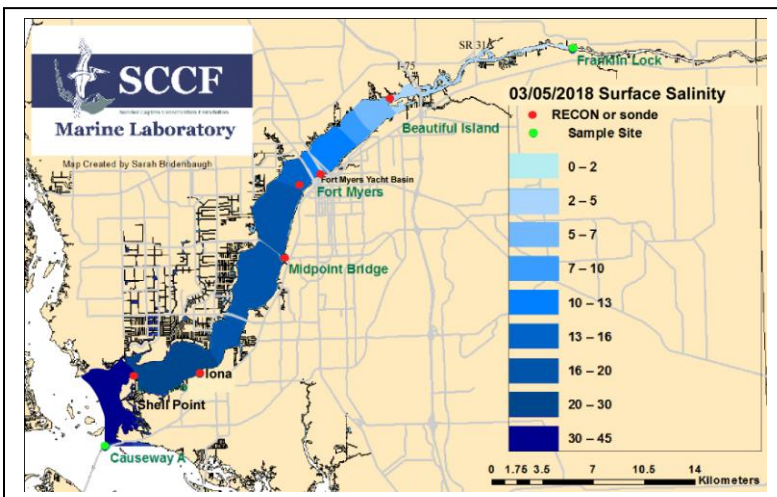 SCCF
Marine Laboratory
Map Created by Sarah Bridenbaugh
I-75
SR 31
Franklin Lock
Beautiful Island
Fort Myers Yacht Basin
Fort Myers
Midpoint Bridge
Iona
Shell Point
Causeway A
03/05/2018 Surface Salinity
RECON or sonde
Sample Site
0 – 2
2 – 5
5 – 7
7 – 10
10 – 13
13 – 16
16 – 20
20 – 30
30 – 45
0 1.75 3.5 7 10.5 14
Kilometers